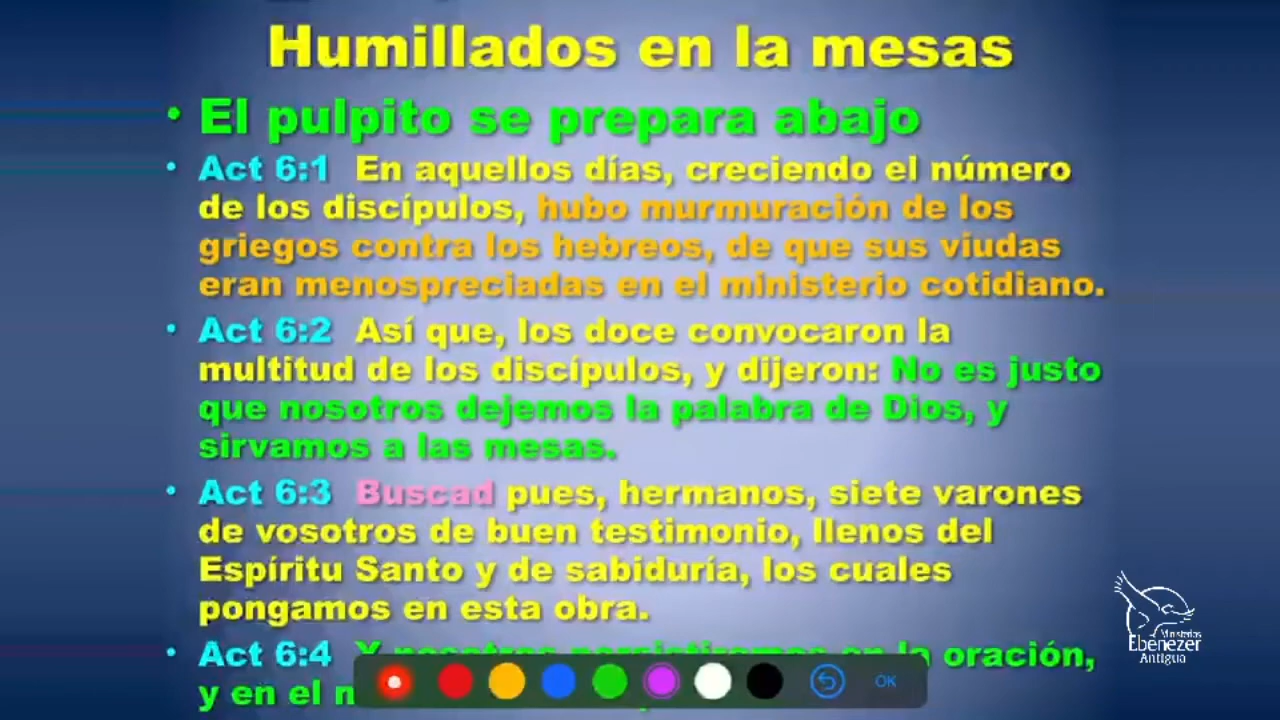 Humillados en la mesas
• El pulpito se prepara abajo
• Act 6:1 En aquellos días, creciendo el número
de los discípulos, hubo murmuración de los
griegos contra los hebreos, de que sus viudas
eran menospreciadas en el ministerio cotidiano.
• Act 6:2 Así que, los doce convocaron la
multitud de los discípulos, y dijeron: No es justo
que nosotros dejemos la palabra de Dios, y
sirvamos a las mesas.
• Act 6:3 Buscad pues, hermanos, siete varones
de vosotros de buen testimonio, llenos del
Espíritu Santo y de sabiduría, los cuales
pongamos en esta obra.
• Act 6:4 Y nosotros persistiremos en la oración,
y en el
OK
Ministerios
Ebenezer
Antigua